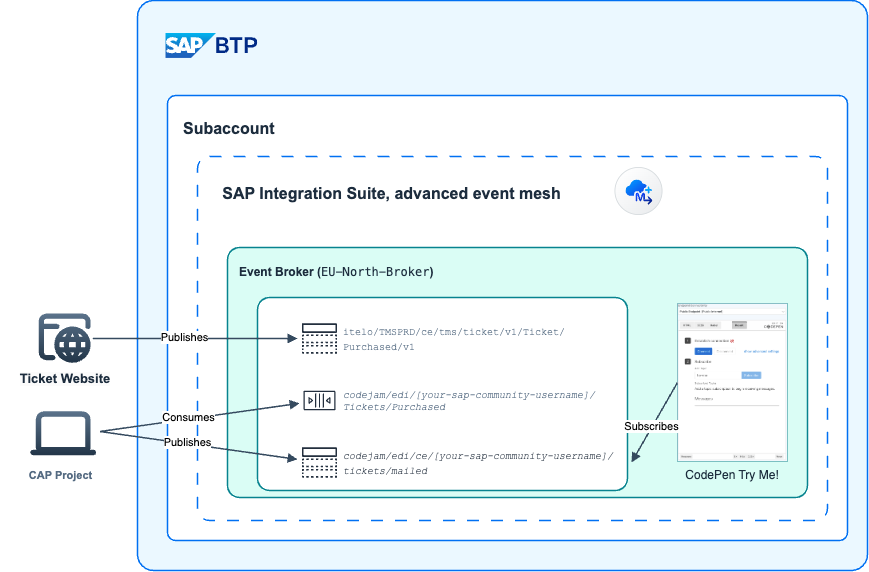 SAP BTP
Subaccount
SAP Integration Suite, advanced event mesh
M
Event Broker (EU-North-Broker)
Ticket Website
Publishes
itelo/TMSPRD/ce/tms/ticket/v1/Ticket/
Purchased/v1
CAP Project
Consumes
codejam/edi/[your-sap-community-username]/
Tickets/Purchased
Publishes
codejam/edi/ce/[your-sap-community-username]/
tickets/mailed
Subscribes
CODEPEN
CodePen Try Me!